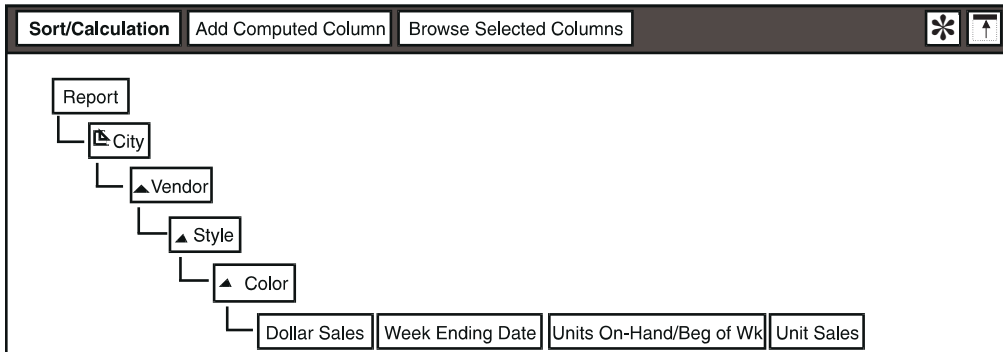 Sort/Calculation Add Computed Column Browse Selected Columns
Report
City
Vendor
Style
Color
Dollar Sales Week Ending Date Units On-Hand/Beg of Wk Unit Sales